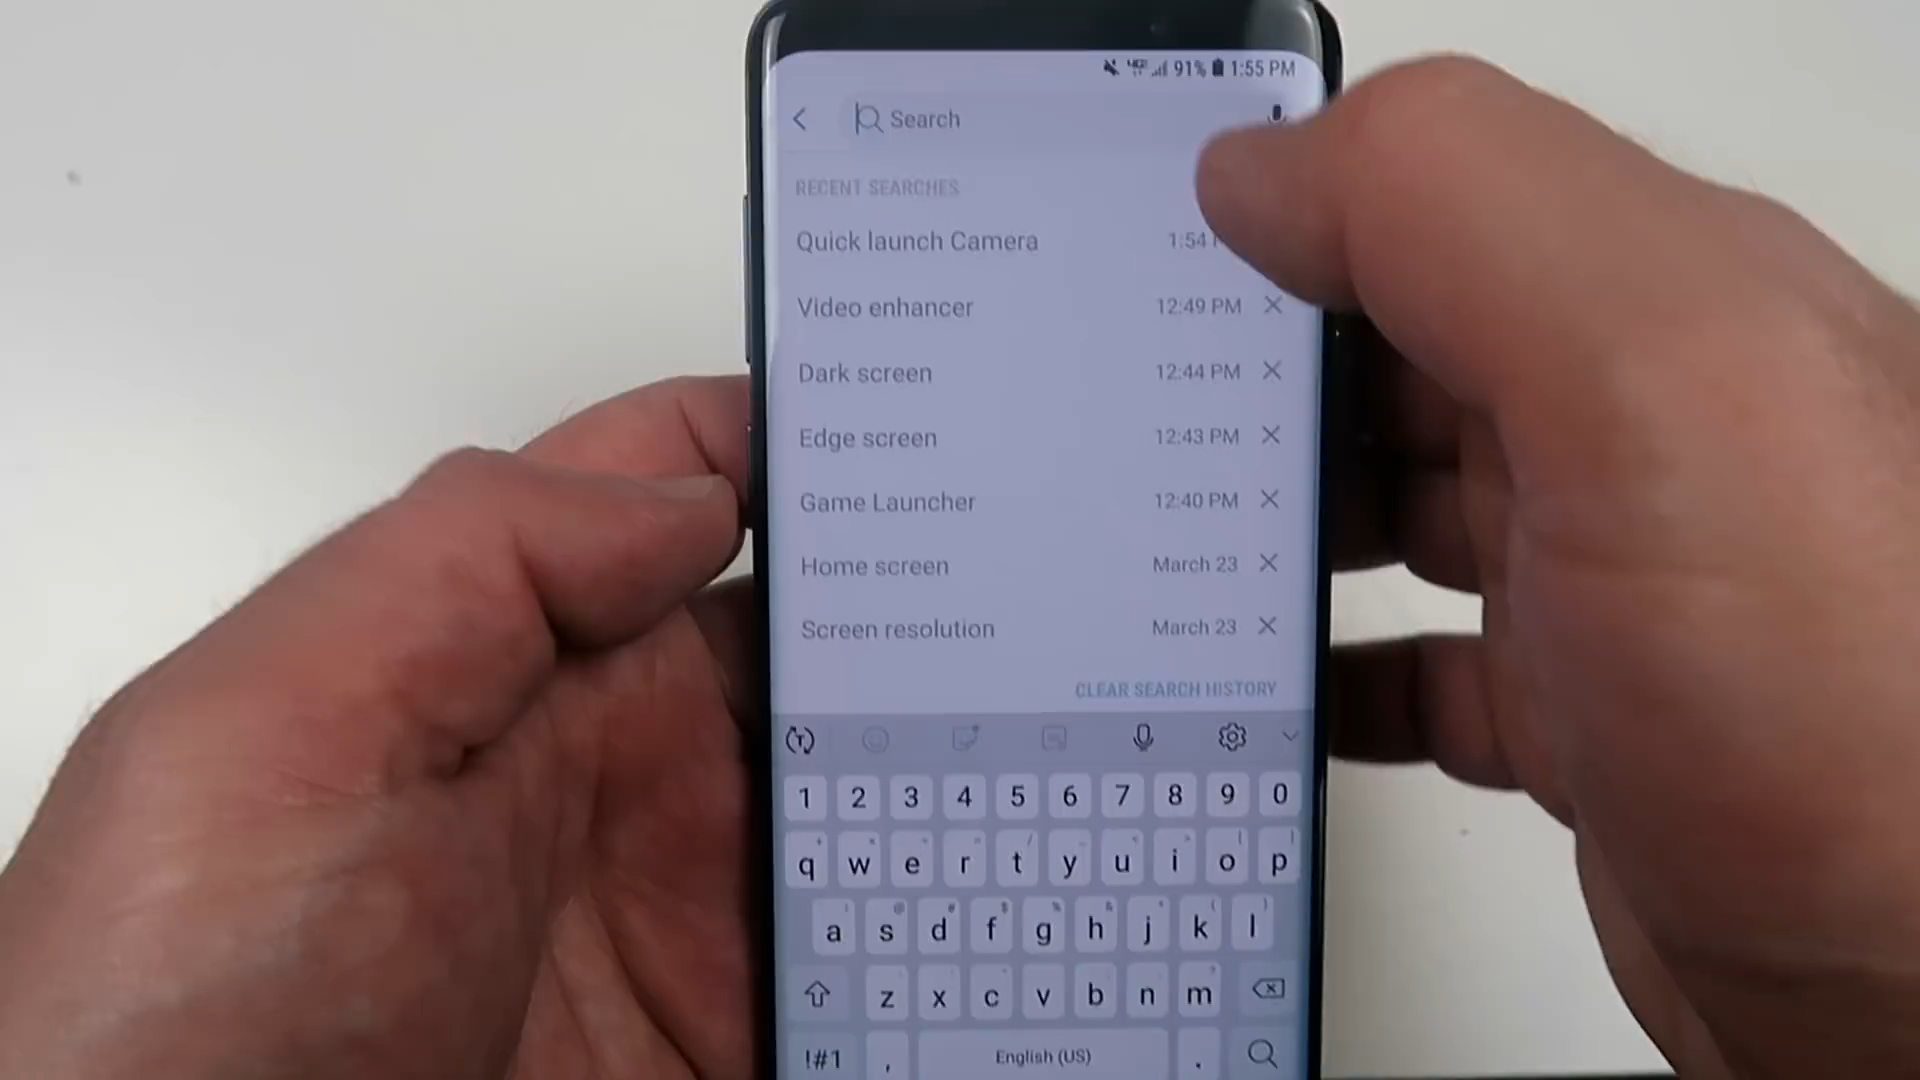 91% 1:55 PM
Search
RECENT SEARCHES
Quick launch Camera 1:54
Video enhancer 12:49 PM
Dark screen 12:44 PM
Edge screen 12:43 PM
Game Launcher 12:40 PM
Home screen March 23
Screen resolution March 23
CLEAR SEARCH HISTORY
1 2 3 4 5 6 7 8 9 0
q w e r t y u i o p
a s d f g h j k l
z x c v b n m
!#1 , English (US) .